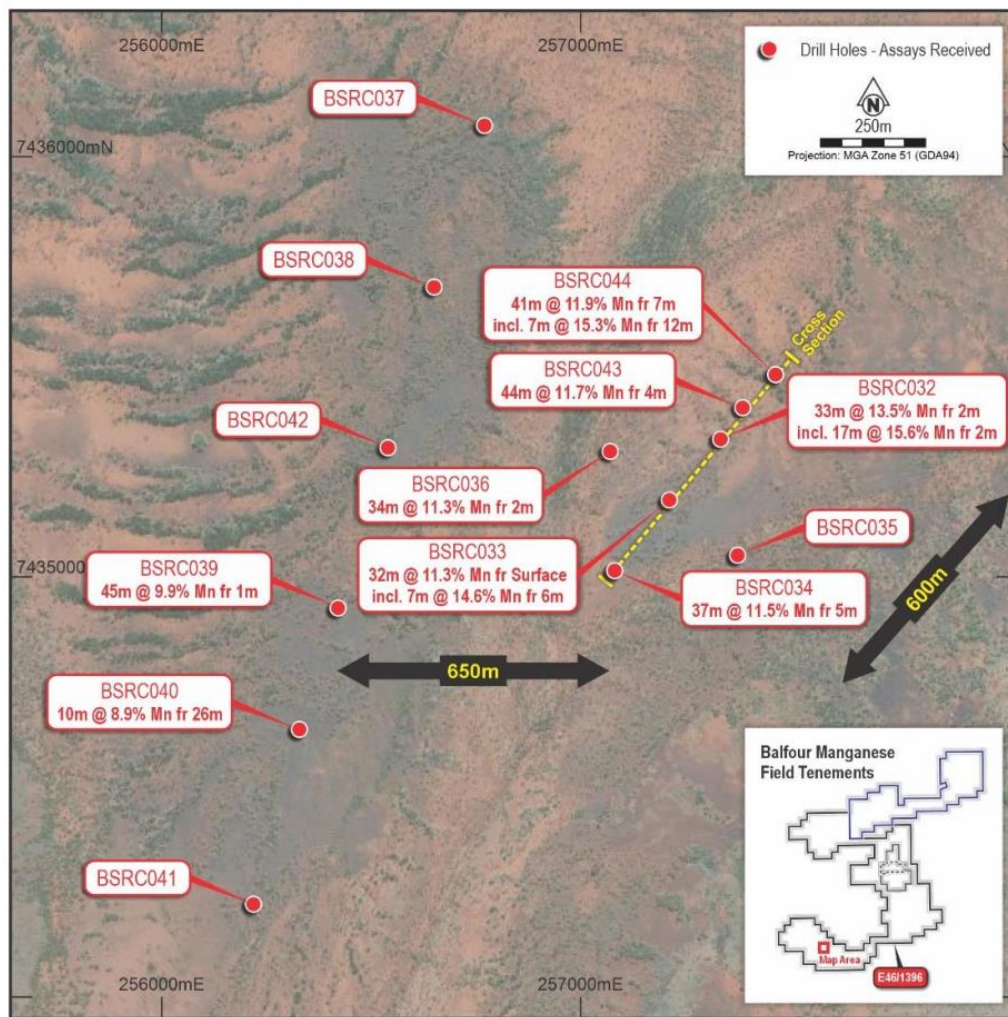 256000mE
257000mE
Drill Holes - Assays Received
N
250m
Projection: MGA Zone 51 (GDA94)
BSRC037
7436000mN
BSRC038
BSRC044
41m @ 11.9% Mn fr 7m
incl. 7m @ 15.3% Mn fr 12m
Cross
Section
BSRC043
44m @ 11.7% Mn fr 4m
BSRC032
33m @ 13.5% Mn fr 2m
incl. 17m @ 15.6% Mn fr 2m
BSRC042
BSRC036
34m @ 11.3% Mn fr 2m
BSRC035
BSRC033
32m @ 11.3% Mn fr Surface
incl. 7m @ 14.6% Mn fr 6m
7435000
BSRC039
45m @ 9.9% Mn fr 1m
BSRC034
37m @ 11.5% Mn fr 5m
600m
650m
BSRC040
10m @ 8.9% Mn fr 26m
BSRC041
Balfour Manganese
Field Tenements
Map Area
E46/1396
256000mE
257000mE